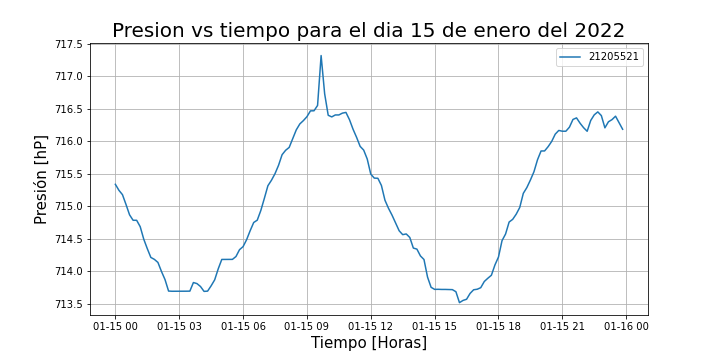 Presion vs tiempo para el dia 15 de enero del 2022
21205521
Presión [hP]
717.5
717.0
716.5
716.0
715.5
715.0
714.5
714.0
713.5
01-15 00 01-15 03 01-15 06 01-15 09 01-15 12 01-15 15 01-15 18 01-15 21 01-16 00
Tiempo [Horas]